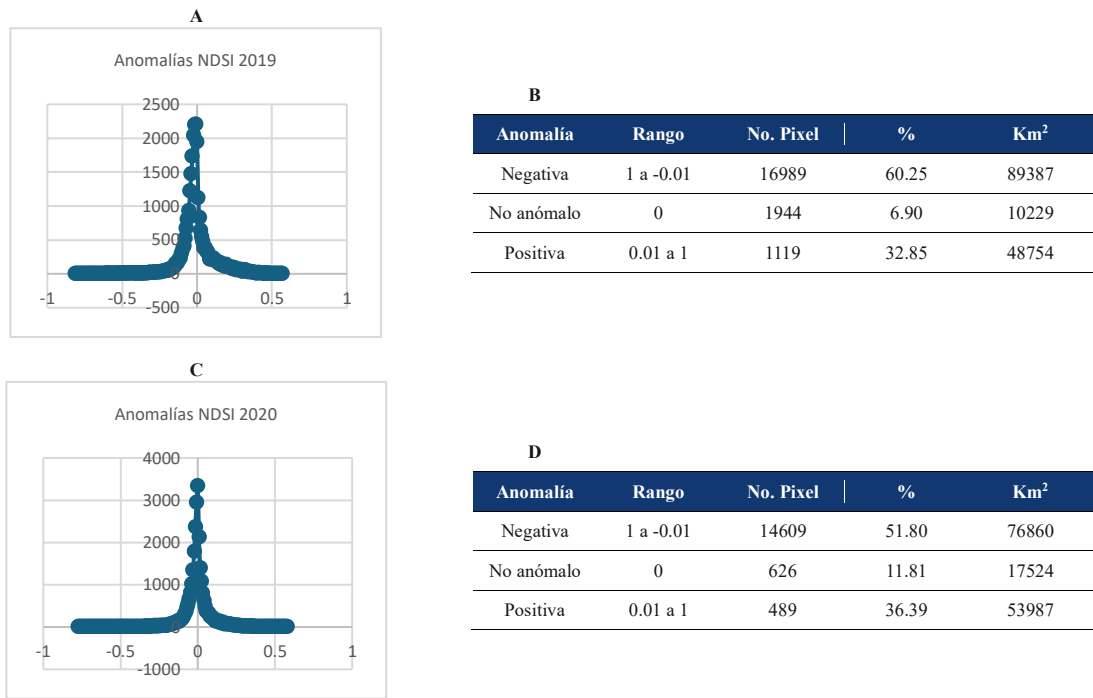 A
Anomalías NDSI 2019
2500
2000
1500
1000
500
0
-500
-1 -0.5 0 0.5 1
B
Anomalía Rango No. Pixel % Km²
Negativa 1 a -0.01 16989 60.25 89387
No anómalo 0 1944 6.90 10229
Positiva 0.01 a 1 1119 32.85 48754
C
Anomalías NDSI 2020
4000
3000
2000
1000
0
-1000
-1 -0.5 0 0.5 1
D
Anomalía Rango No. Pixel % Km²
Negativa 1 a -0.01 14609 51.80 76860
No anómalo 0 626 11.81 17524
Positiva 0.01 a 1 489 36.39 53987